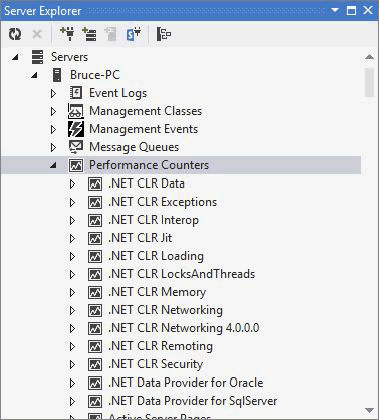 Server Explorer
Servers
Bruce-PC
Event Logs
Management Classes
Management Events
Message Queues
Performance Counters
.NET CLR Data
.NET CLR Exceptions
.NET CLR Interop
.NET CLR Jit
.NET CLR Loading
.NET CLR LocksAndThreads
.NET CLR Memory
.NET CLR Networking
.NET CLR Networking 4.0.0.0
.NET CLR Remoting
.NET CLR Security
.NET Data Provider for Oracle
.NET Data Provider for SqlServer
Active Server Pages